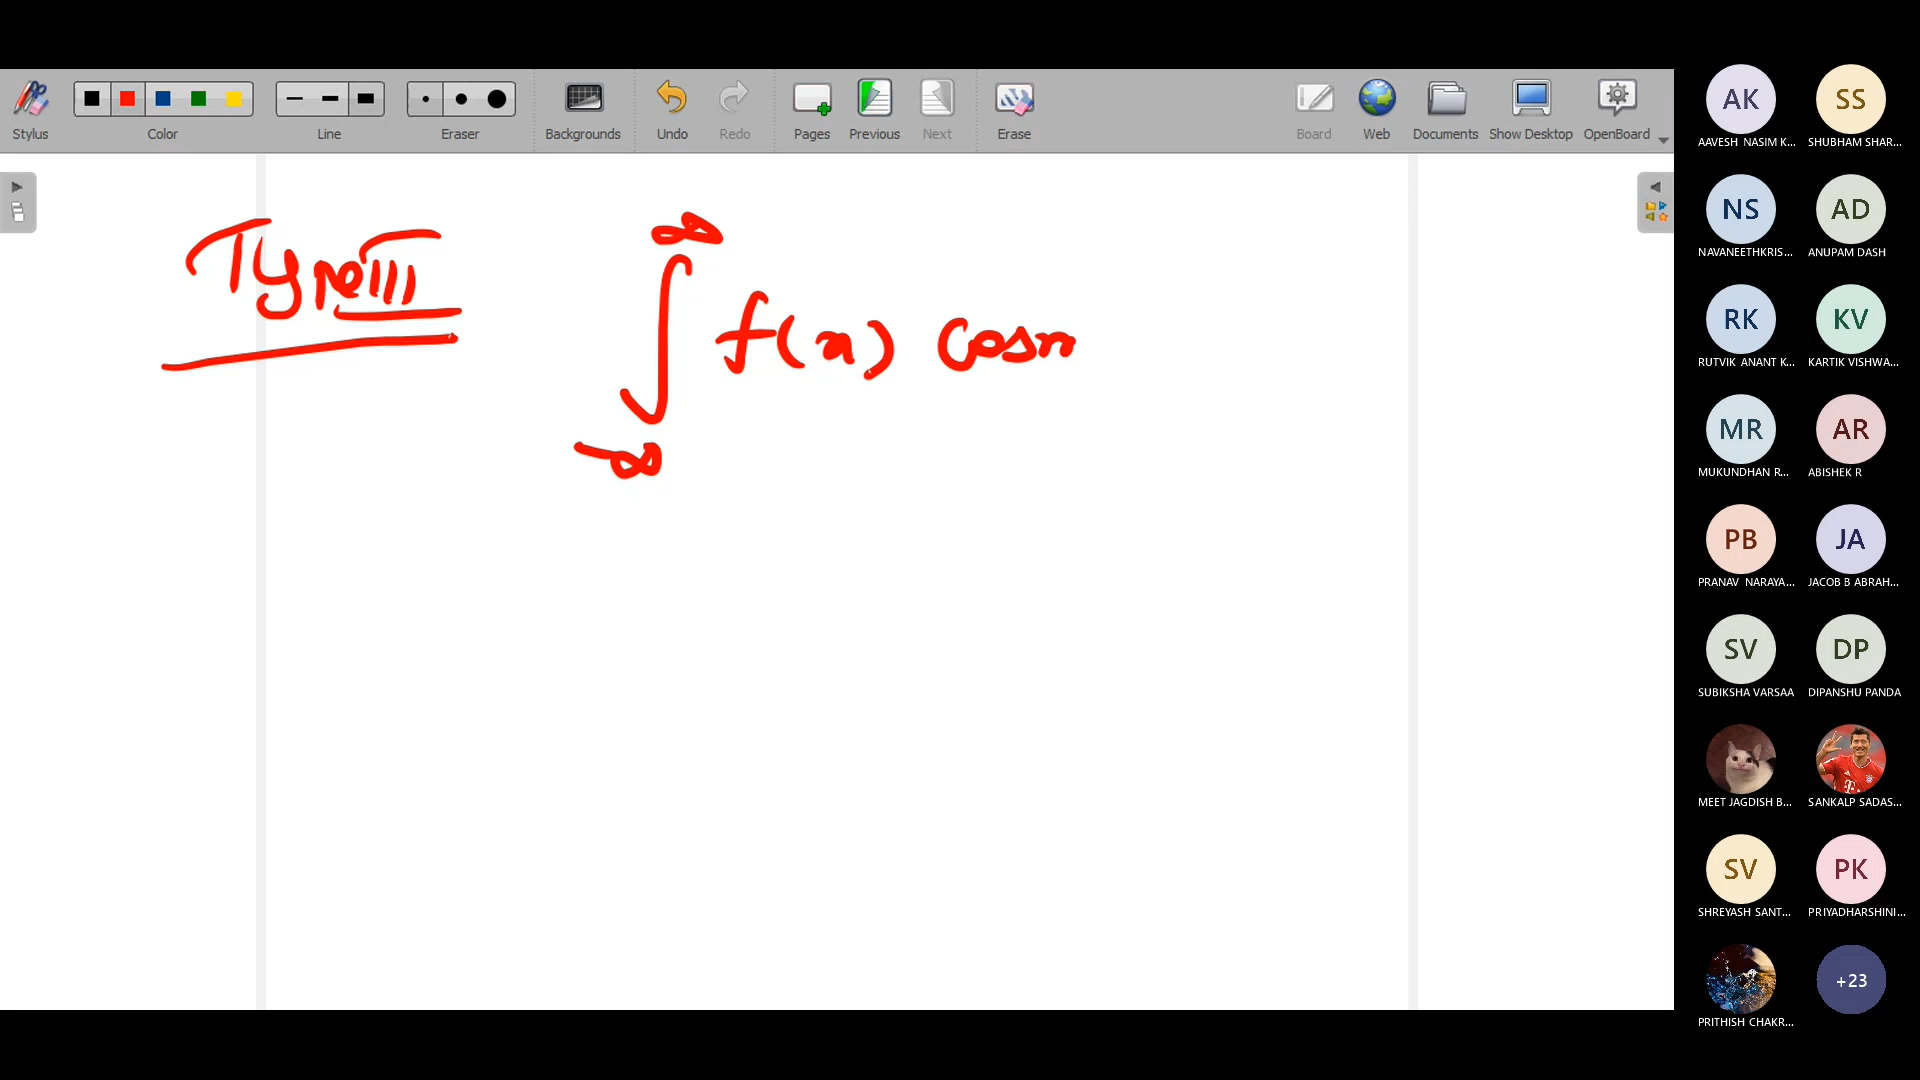 AK
SS
Stylus
Color
Line
Eraser
Backgrounds
Undo
Redo
Pages
Previous
Next
Erase
Board
Web
Documents
Show Desktop
OpenBoard
AAVESH NASIM K...
SHUBHAM SHAR...
NS
AD
NAVANEETHKRIS...
ANUPAM DASH
RK
KV
RUTVIK ANANT K...
KARTIK VISHWA...
MR
AR
MUKUNDHAN R...
ABISHEK R
PB
JA
PRANAV NARAYA...
JACOB B ABRAH...
SV
DP
SUBIKSHA VARSAA
DIPANSHU PANDA
MEET JAGDISH B...
SANKALP SADAS...
SV
PK
SHREYASH SANT...
PRIYADHARSHINI...
+23
PRITHISH CHAKR...
Type III
∞
∫ f(x) cosx
-∞